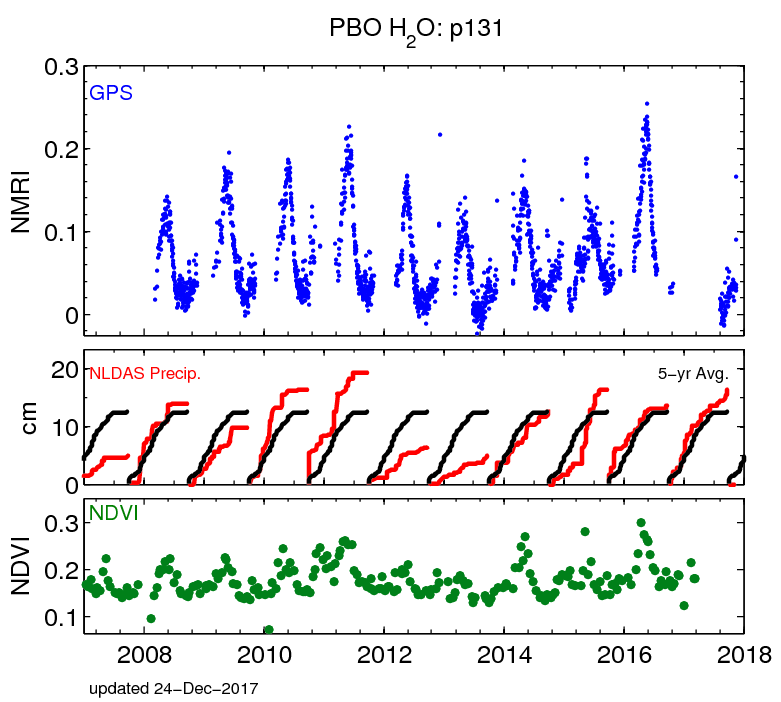 PBO H₂O: p131
0.3
GPS
0.2
NMRI
0.1
0
20
NLDAS Precip.
5-yr Avg.
cm
10
0
NDVI
0.3
NDVI
0.2
0.1
2008 2010 2012 2014 2016 2018
updated 24-Dec-2017